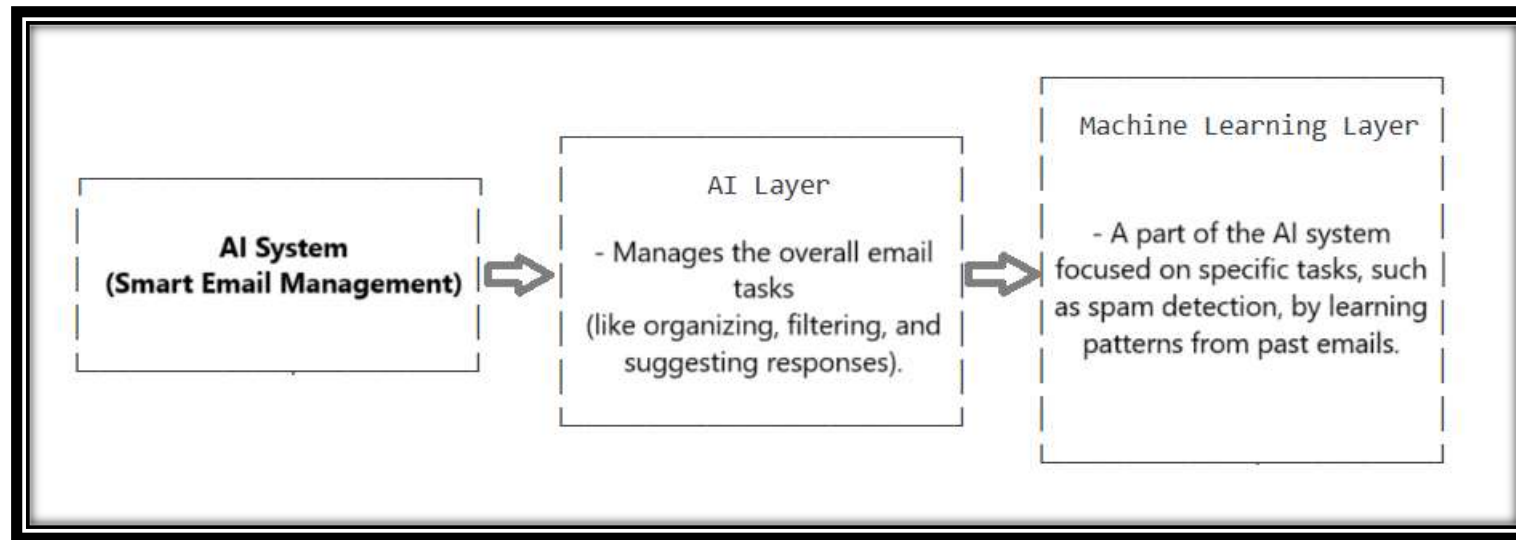 AI System
(Smart Email Management)
AI Layer
- Manages the overall email
tasks
(like organizing, filtering, and
suggesting responses).
Machine Learning Layer
- A part of the AI system
focused on specific tasks, such
as spam detection, by learning
patterns from past emails.